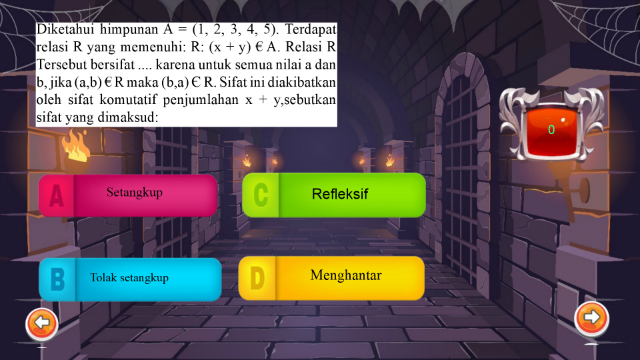 Diketahui himpunan A = (1, 2, 3, 4, 5). Terdapat
relasi R yang memenuhi: R: (x + y) € A. Relasi R
Tersebut bersifat .... karena untuk semua nilai a dan
b, jika (a,b) € R maka (b,a) € R. Sifat ini diakibatkan
oleh sifat komutatif penjumlahan x + y,sebutkan
sifat yang dimaksud:
0
A Setangkup
C Refleksif
B Tolak setangkup
D Menghantar